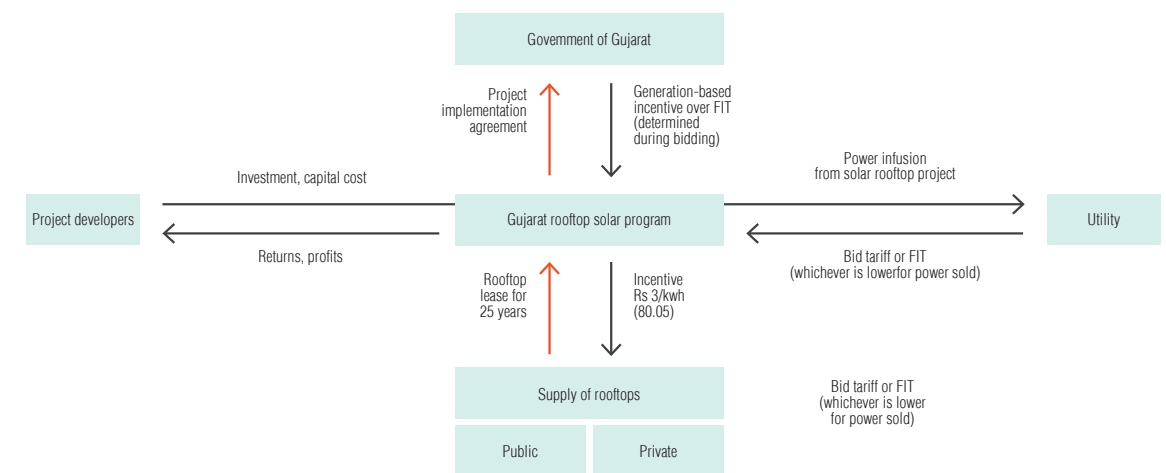 Government of Gujarat
Project
implementation
agreement
Generation-based
incentive over FIT
(determined
during bidding)
Investment, capital cost
Power infusion
from solar rooftop project
Project developers
Gujarat rooftop solar program
Utility
Returns, profits
Bid tariff or FIT
(whichever is lowerfor power sold)
Rooftop
lease for
25 years
Incentive
Rs 3/kwh
(80.05)
Supply of rooftops
Bid tariff or FIT
(whichever is lower
for power sold)
Public
Private